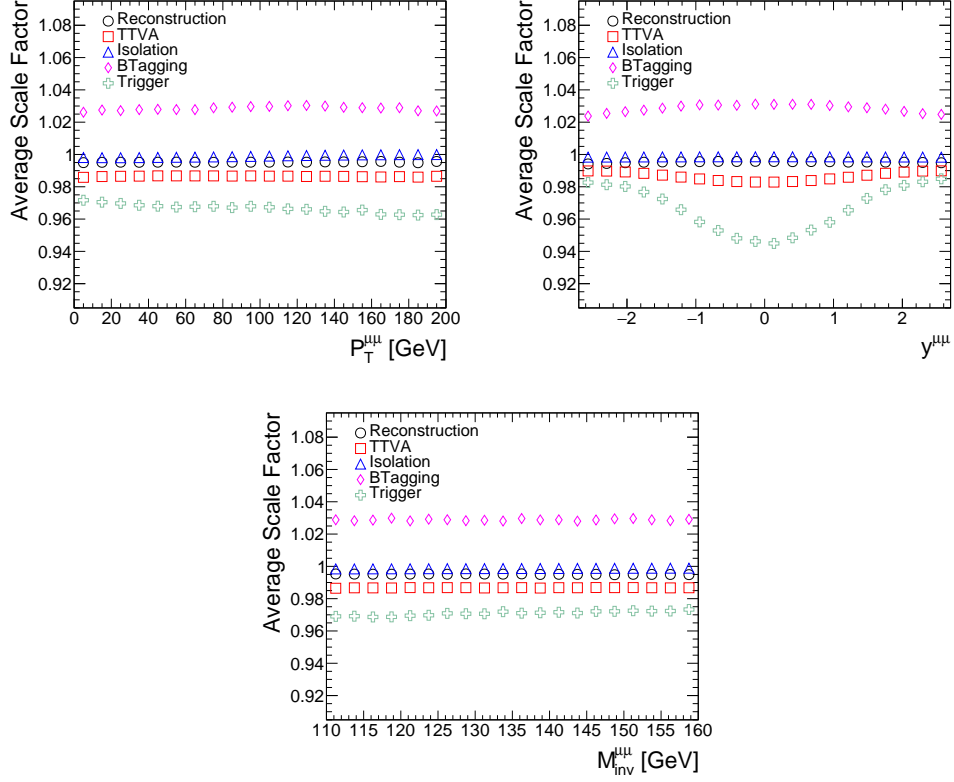 Average Scale Factor
1.08
1.06
1.04
1.02
1
0.98
0.96
0.94
0.92
Reconstruction
TTVA
Isolation
BTagging
Trigger
0 20 40 60 80 100 120 140 160 180 200
P_T^μμ [GeV]
Average Scale Factor
1.08
1.06
1.04
1.02
1
0.98
0.96
0.94
0.92
Reconstruction
TTVA
Isolation
BTagging
Trigger
−2 −1 0 1 2
y^μμ
Average Scale Factor
1.08
1.06
1.04
1.02
1
0.98
0.96
0.94
0.92
Reconstruction
TTVA
Isolation
BTagging
Trigger
110 115 120 125 130 135 140 145 150 155 160
M_inv^μμ [GeV]